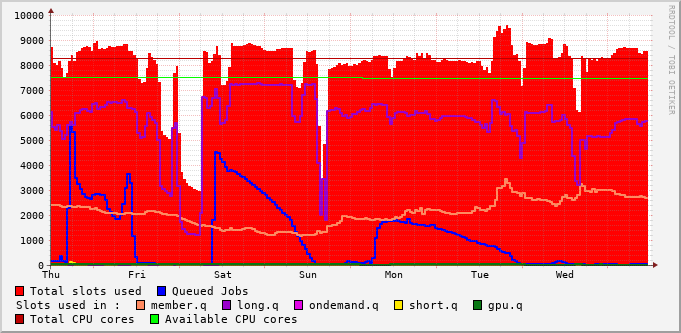 10000
9000
8000
7000
6000
5000
4000
3000
2000
1000
0
Thu Fri Sat Sun Mon Tue Wed
RRDTOOL / TOBI OETIKER
Total slots used Queued Jobs
Slots used in : member.q long.q ondemand.q short.q gpu.q
Total CPU cores Available CPU cores